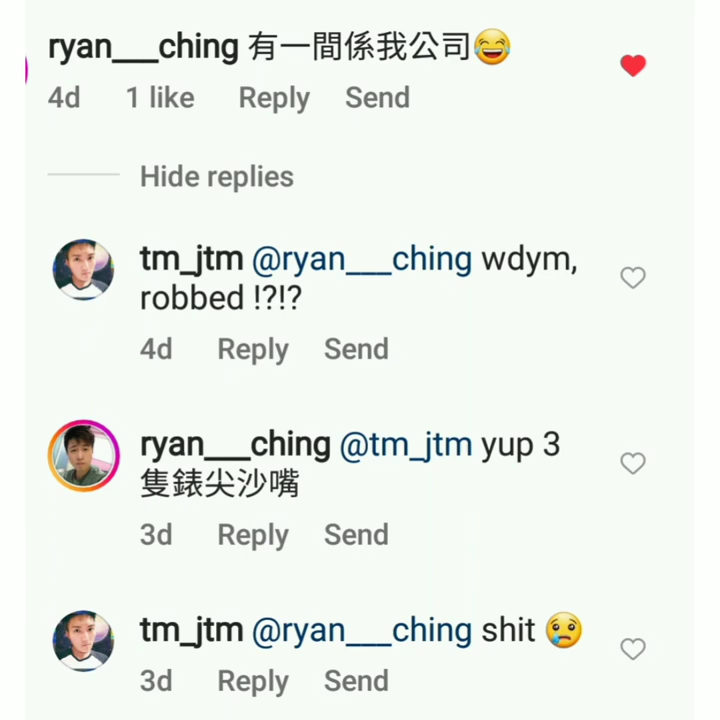 ryan___ching 有一間係我公司😂
4d 1 like Reply Send
Hide replies
tm_jtm @ryan___ching wdym,
robbed !?!?
4d Reply Send
ryan___ching @tm_jtm yup 3
隻錶尖沙嘴
3d Reply Send
tm_jtm @ryan___ching shit 😢
3d Reply Send